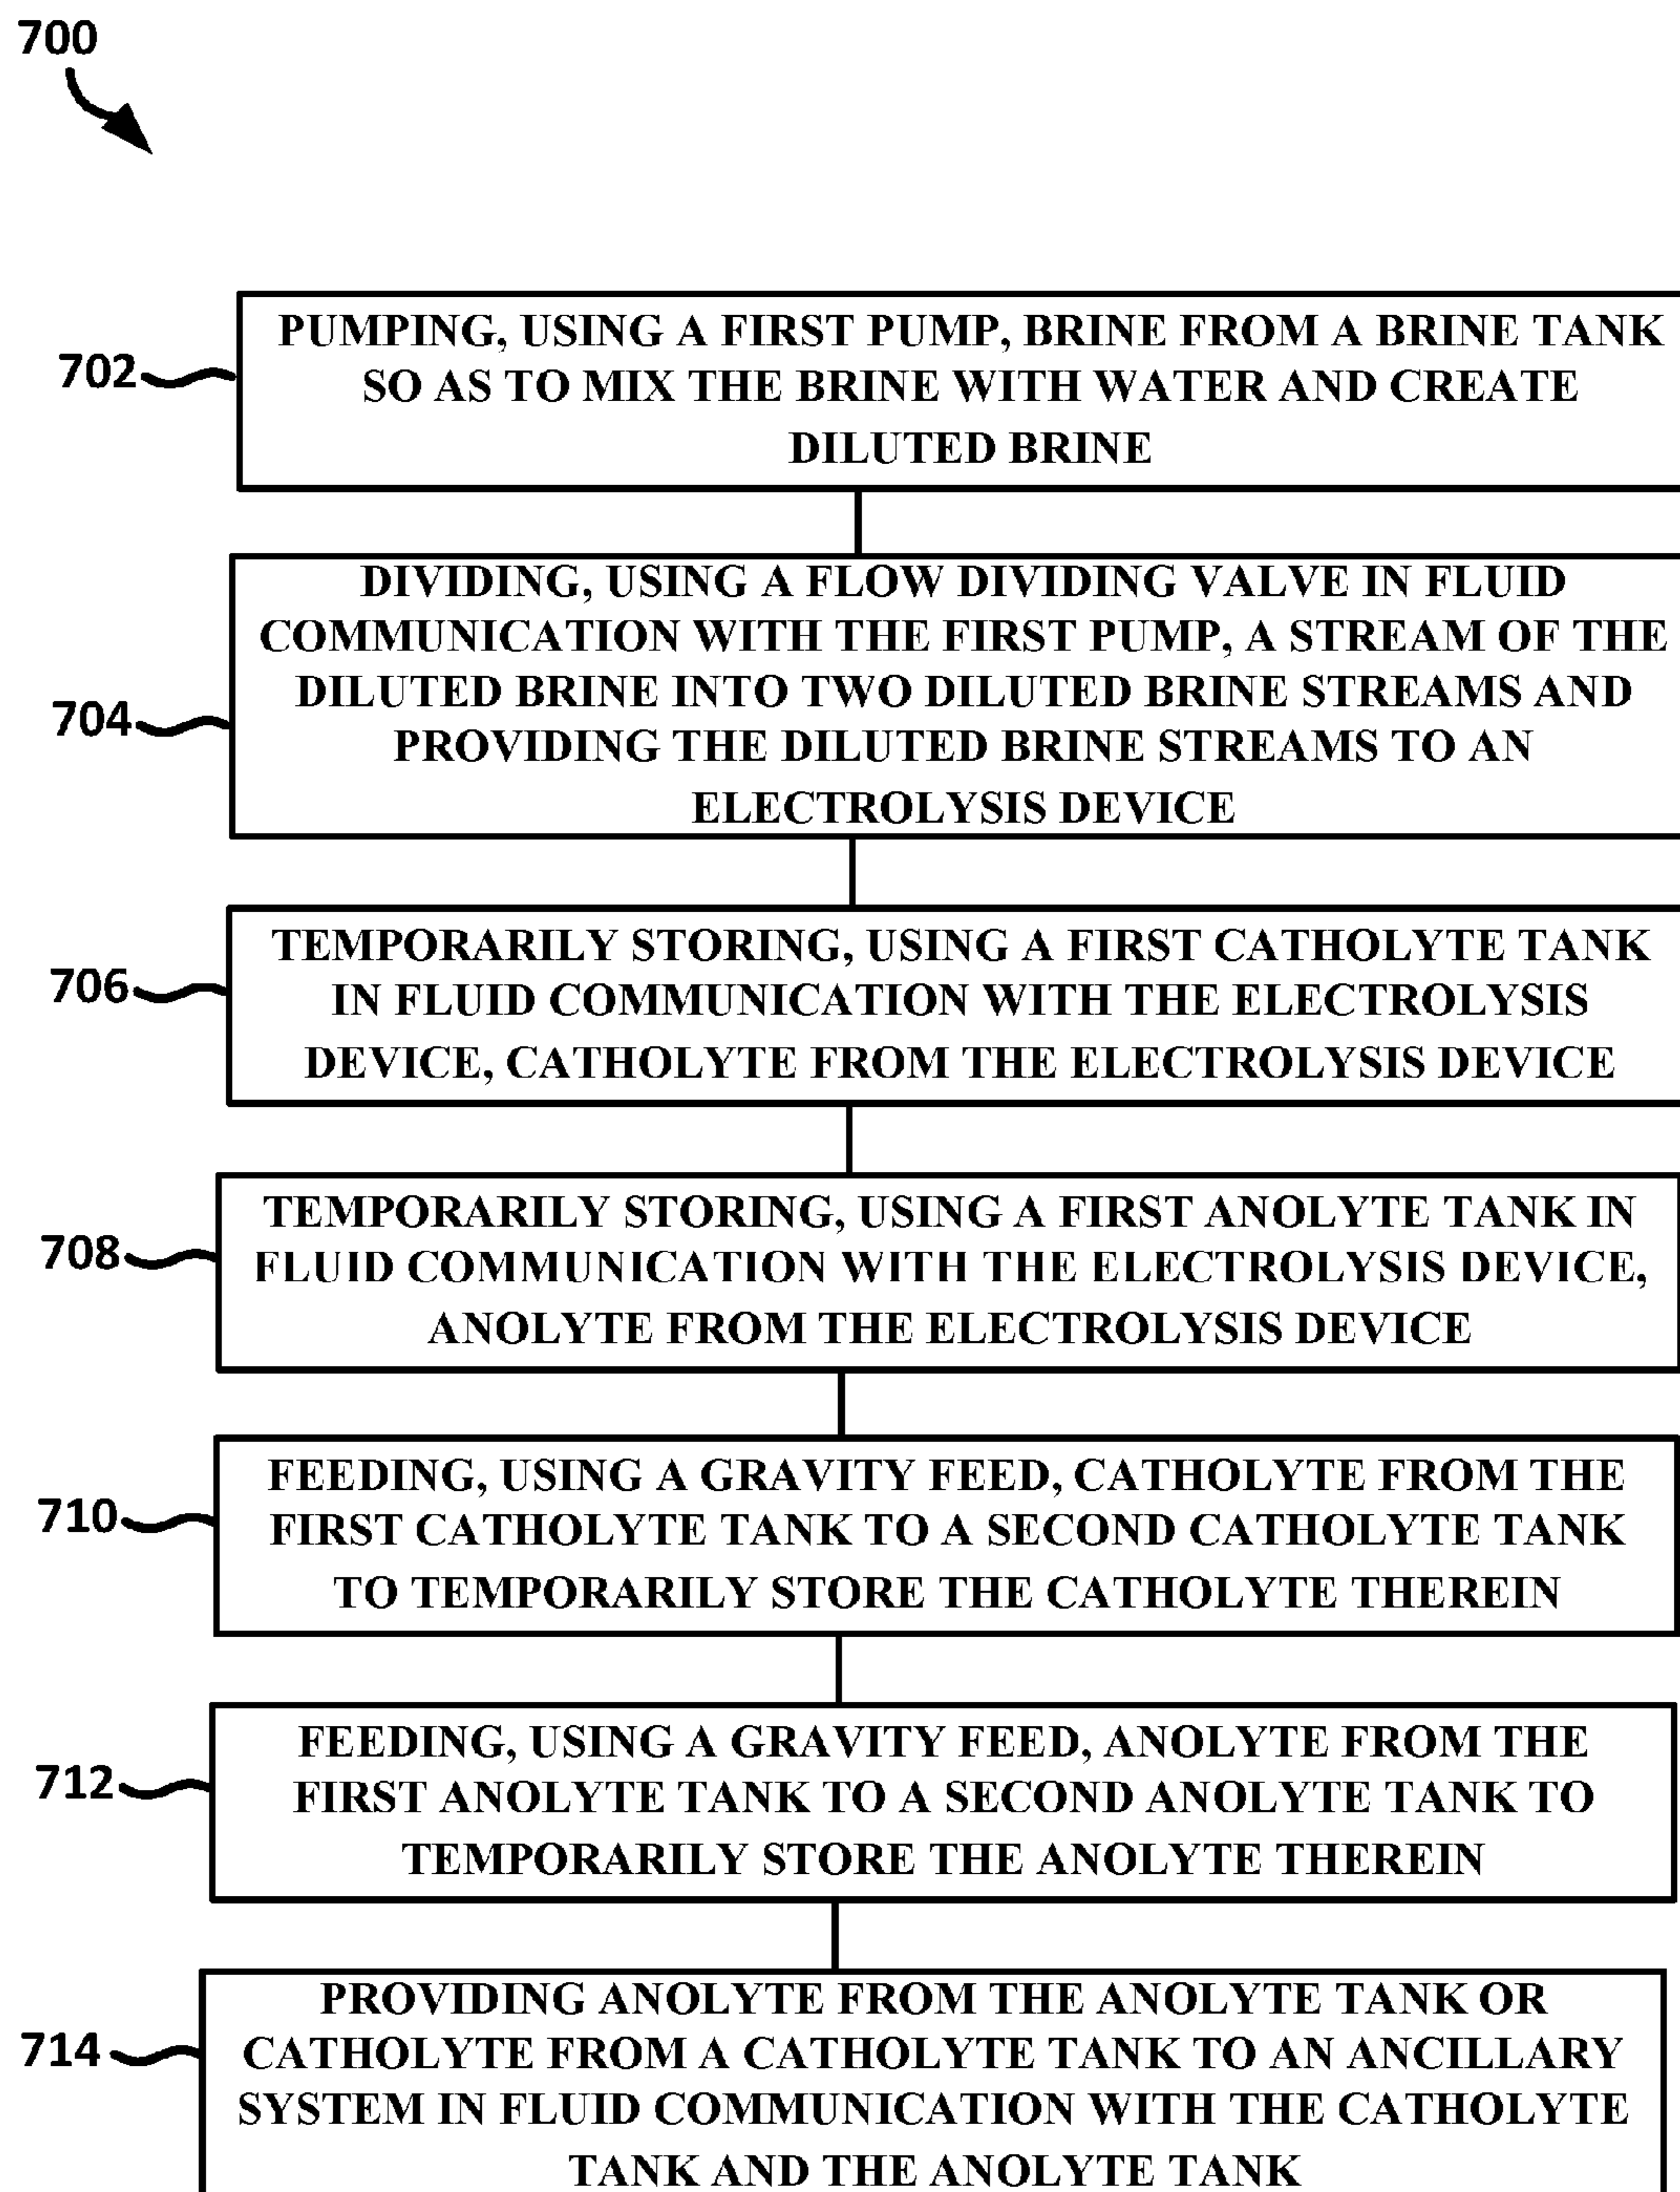 700
702
PUMPING, USING A FIRST PUMP, BRINE FROM A BRINE TANK
SO AS TO MIX THE BRINE WITH WATER AND CREATE
DILUTED BRINE
704
DIVIDING, USING A FLOW DIVIDING VALVE IN FLUID
COMMUNICATION WITH THE FIRST PUMP, A STREAM OF THE
DILUTED BRINE INTO TWO DILUTED BRINE STREAMS AND
PROVIDING THE DILUTED BRINE STREAMS TO AN
ELECTROLYSIS DEVICE
706
TEMPORARILY STORING, USING A FIRST CATHOLYTE TANK
IN FLUID COMMUNICATION WITH THE ELECTROLYSIS
DEVICE, CATHOLYTE FROM THE ELECTROLYSIS DEVICE
708
TEMPORARILY STORING, USING A FIRST ANOLYTE TANK IN
FLUID COMMUNICATION WITH THE ELECTROLYSIS DEVICE,
ANOLYTE FROM THE ELECTROLYSIS DEVICE
710
FEEDING, USING A GRAVITY FEED, CATHOLYTE FROM THE
FIRST CATHOLYTE TANK TO A SECOND CATHOLYTE TANK
TO TEMPORARILY STORE THE CATHOLYTE THEREIN
712
FEEDING, USING A GRAVITY FEED, ANOLYTE FROM THE
FIRST ANOLYTE TANK TO A SECOND ANOLYTE TANK TO
TEMPORARILY STORE THE ANOLYTE THEREIN
714
PROVIDING ANOLYTE FROM THE ANOLYTE TANK OR
CATHOLYTE FROM A CATHOLYTE TANK TO AN ANCILLARY
SYSTEM IN FLUID COMMUNICATION WITH THE CATHOLYTE
TANK AND THE ANOLYTE TANK